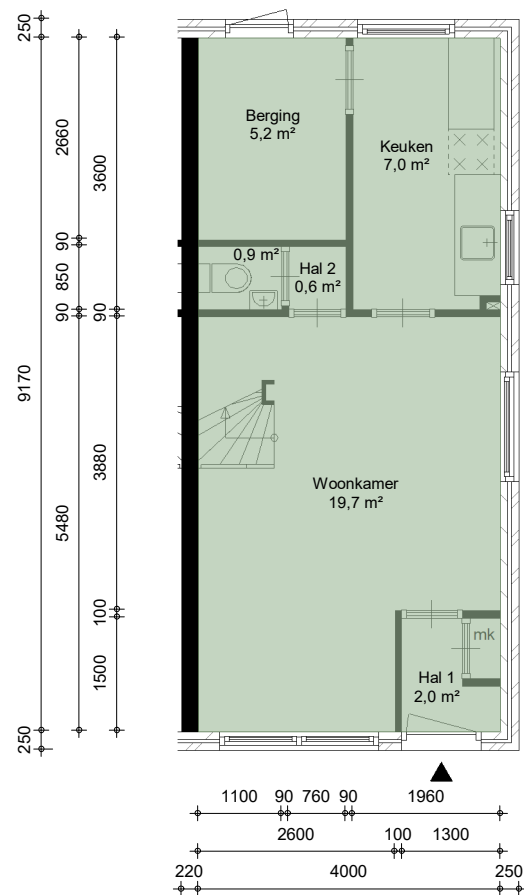 250
2660
3600
90
850
90
90
9170
3880
5480
100
1500
250
Berging
5,2 m²
Keuken
7,0 m²
0,9 m²
Hal 2
0,6 m²
Woonkamer
19,7 m²
mk
Hal 1
2,0 m²
1100 90 760 90 1960
2600 100 1300
220 4000 250